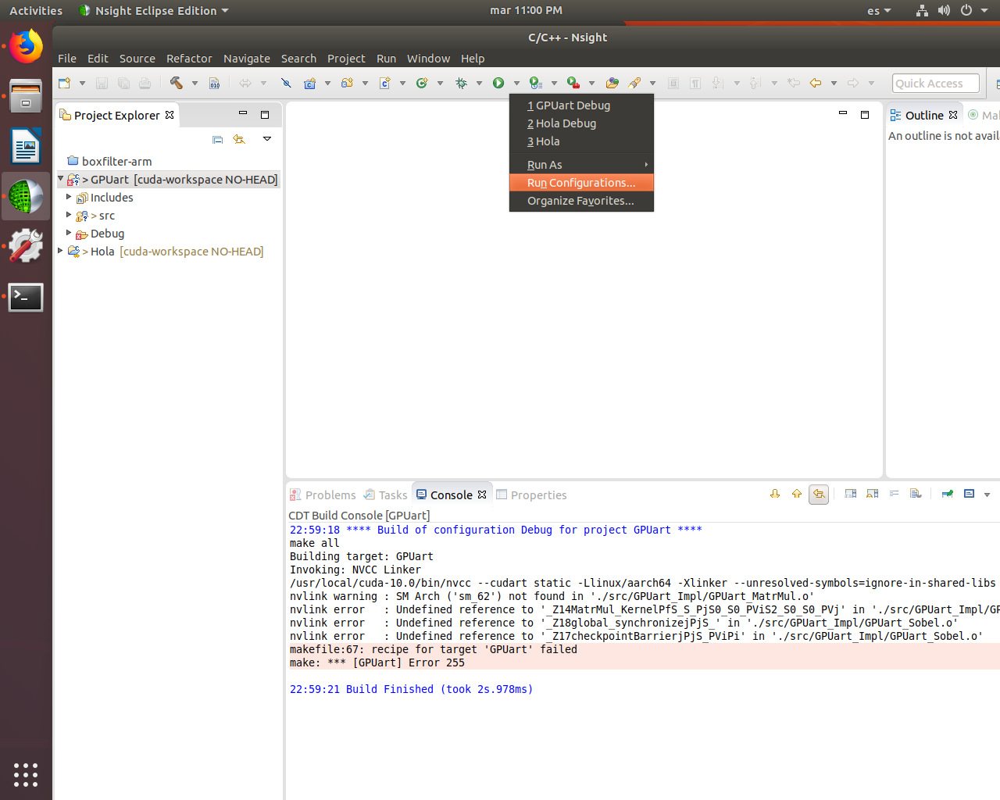 Activities
Nsight Eclipse Edition
mar 11:00 PM
es
C/C++ - Nsight
File Edit Source Refactor Navigate Search Project Run Window Help
010
Quick Access
Project Explorer
1 GPUart Debug
2 Hola Debug
3 Hola
Run As
Run Configurations...
Organize Favorites...
Outline
Mal
An outline is not avail
boxfilter-arm
> GPUart [cuda-workspace NO-HEAD]
Includes
> src
Debug
> Hola [cuda-workspace NO-HEAD]
Problems Tasks Console Properties
CDT Build Console [GPUart]
22:59:18 **** Build of configuration Debug for project GPUart ****
make all
Building target: GPUart
Invoking: NVCC Linker
/usr/local/cuda-10.0/bin/nvcc --cudart static -Llinux/aarch64 -Xlinker --unresolved-symbols=ignore-in-shared-libs
nvlink warning : SM Arch ('sm_62') not found in './src/GPUart_Impl/GPUart_MatrMul.o'
nvlink error   : Undefined reference to '_Z14MatrMul_KernelPfS_S_PjS0_S0_PViS2_S0_S0_PVj' in './src/GPUart_Impl/GP
nvlink error   : Undefined reference to '_Z18global_synchronizejPjS_' in './src/GPUart_Impl/GPUart_Sobel.o'
nvlink error   : Undefined reference to '_Z17checkpointBarrierjPjS_PViPi' in './src/GPUart_Impl/GPUart_Sobel.o'
makefile:67: recipe for target 'GPUart' failed
make: *** [GPUart] Error 255
22:59:21 Build Finished (took 2s.978ms)